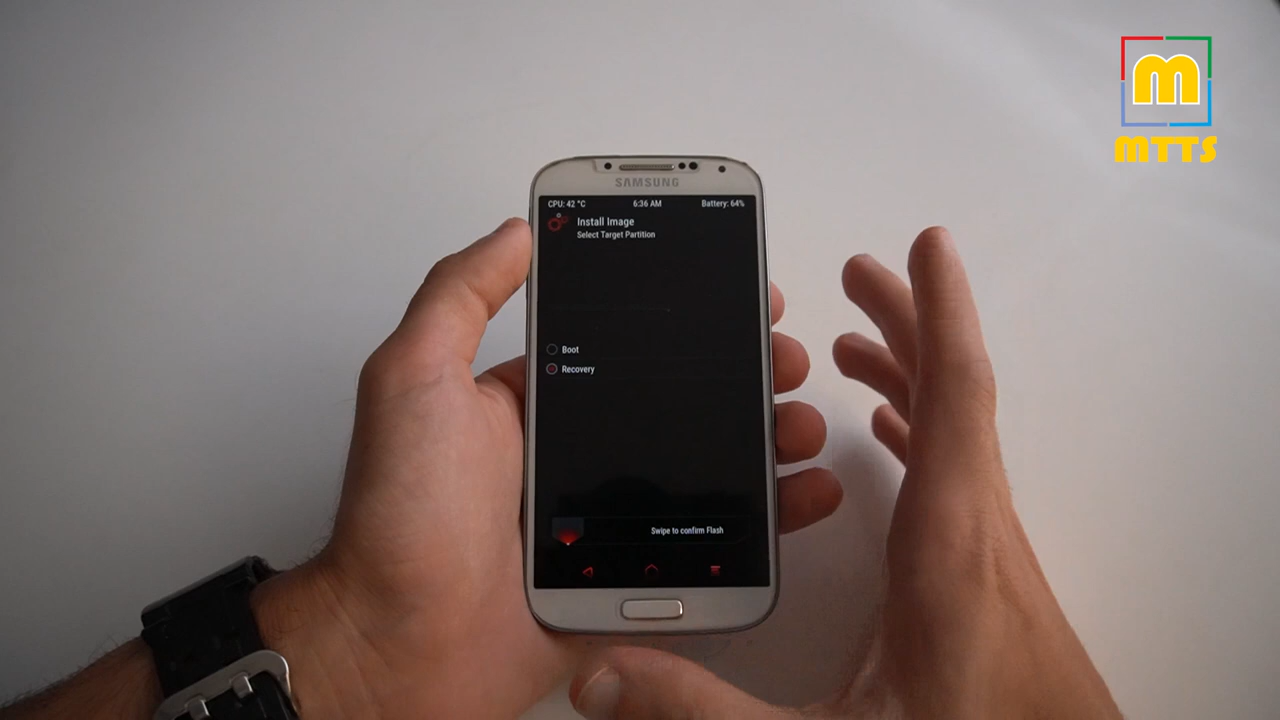 M
MTTS
SAMSUNG
CPU: 42 °C 6:36 AM Battery: 64%
Install Image
Select Target Partition
Boot
Recovery
Swipe to confirm Flash